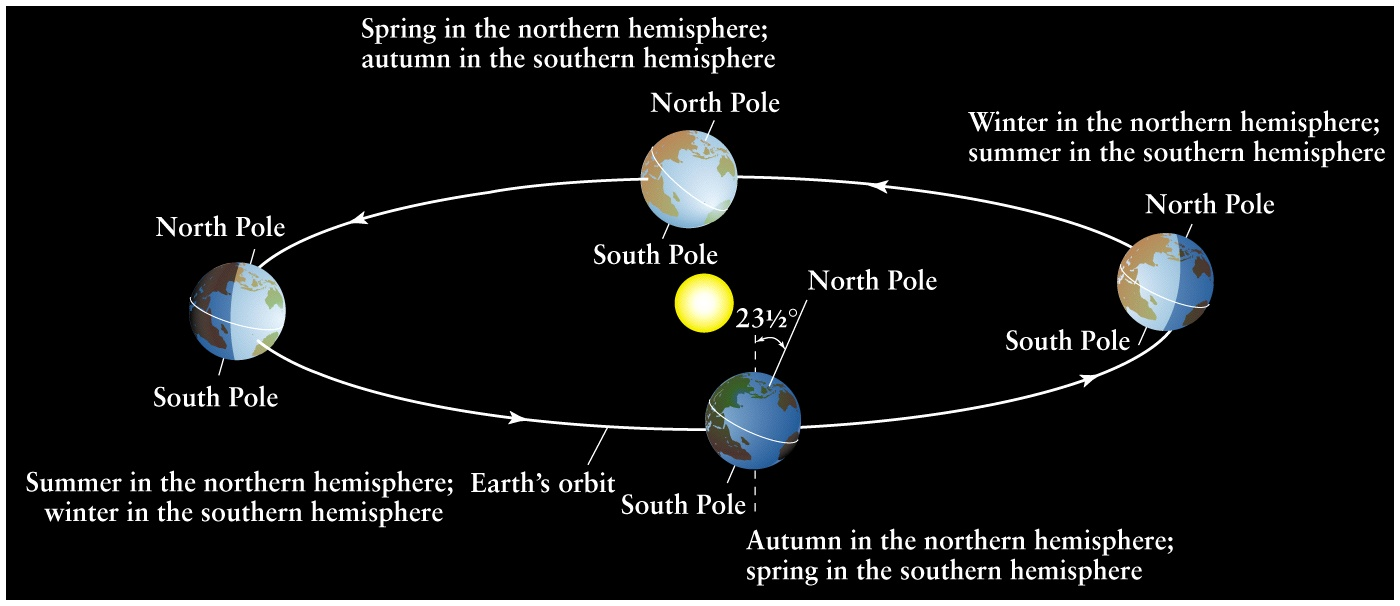 Spring in the northern hemisphere;
autumn in the southern hemisphere
North Pole
Winter in the northern hemisphere;
summer in the southern hemisphere
North Pole
North Pole
South Pole
North Pole
23½°
South Pole
South Pole
Summer in the northern hemisphere;
winter in the southern hemisphere
Earth’s orbit
South Pole
Autumn in the northern hemisphere;
spring in the southern hemisphere